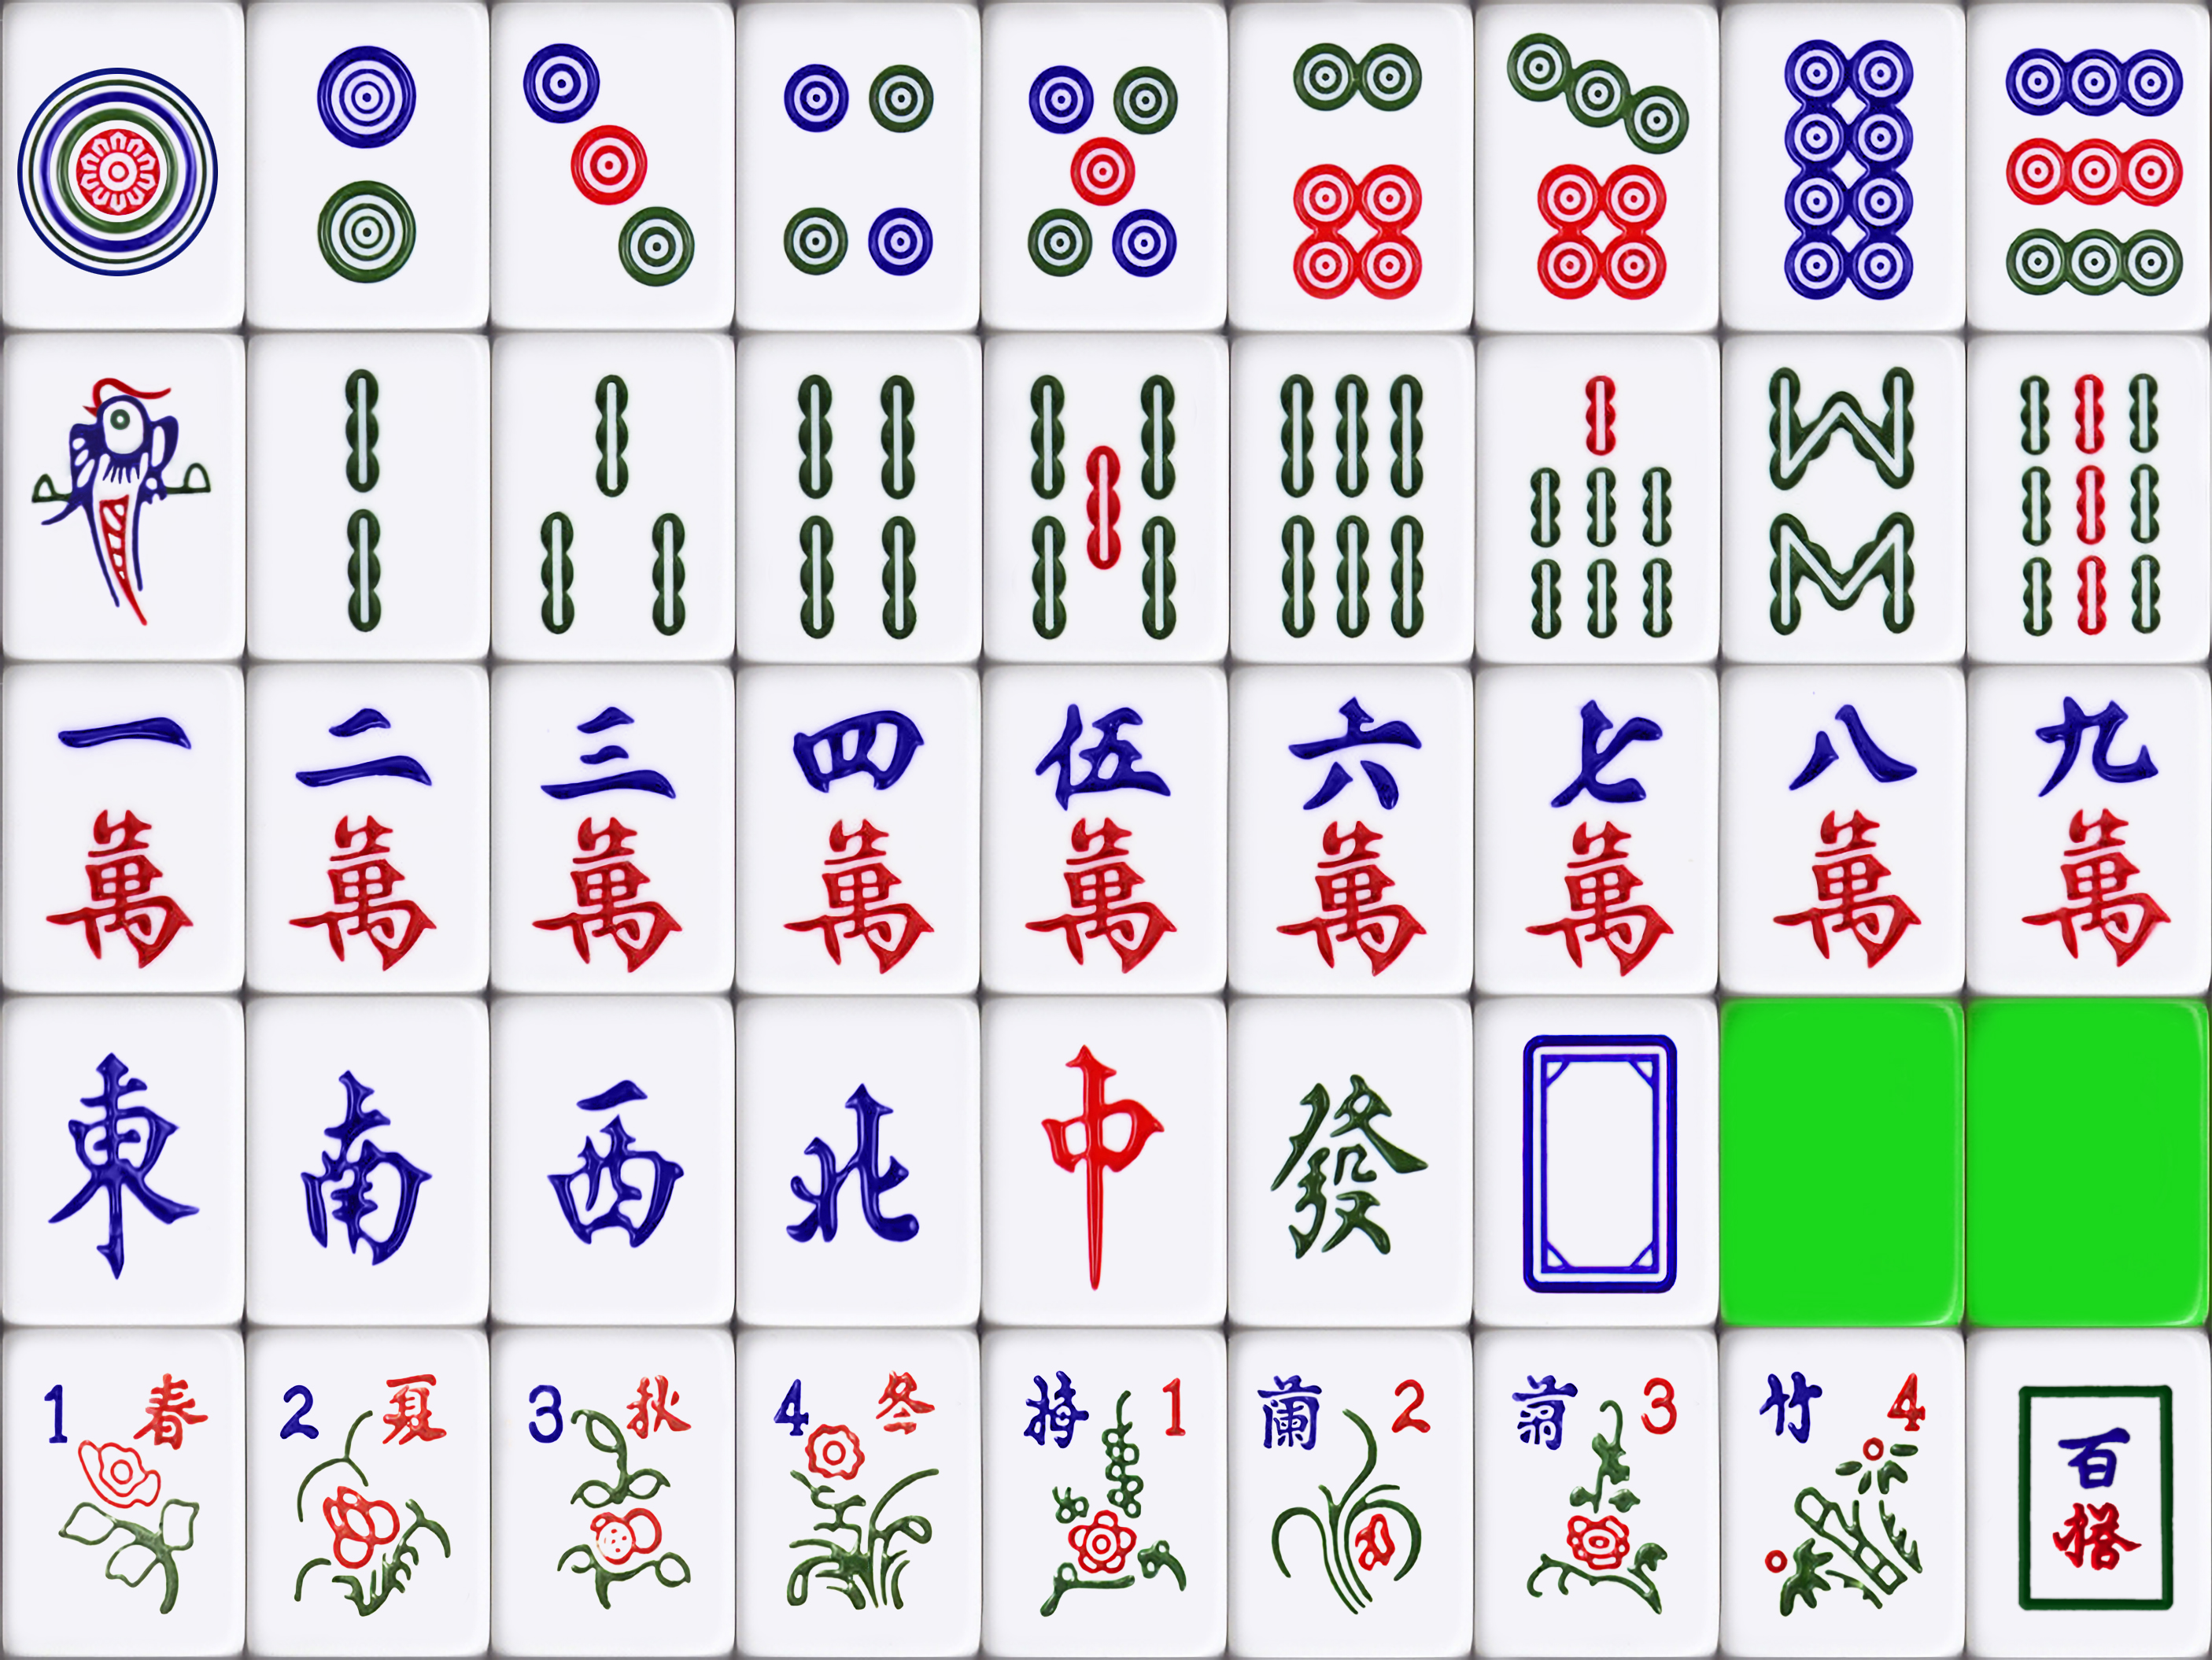 一 二 三 四 伍 六 七 八 九
萬 萬 萬 萬 萬 萬 萬 萬 萬
東 南 西 北 中 發
1 春 2 夏 3 秋 4 冬 梅 1 蘭 2 菊 3 竹 4
百
搭